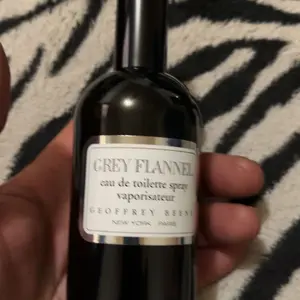 GREY FLANNEL
eau de toilette spray
vaporisateur
GEOFFREY BEENE
NEW YORK PARIS